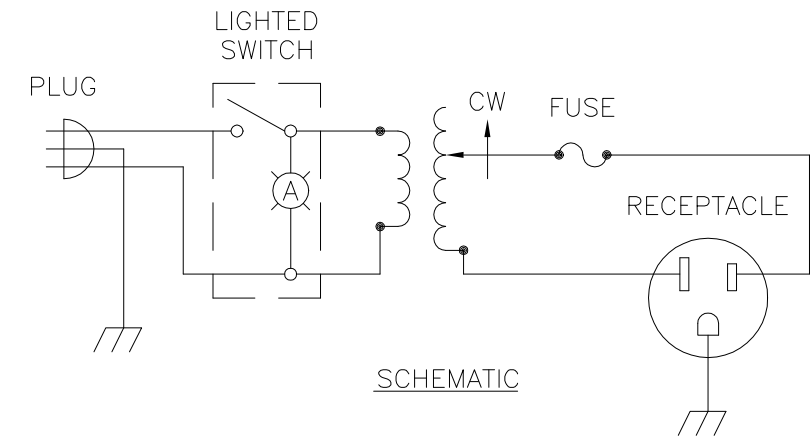 LIGHTED
SWITCH
PLUG
CW
FUSE
A
RECEPTACLE
SCHEMATIC